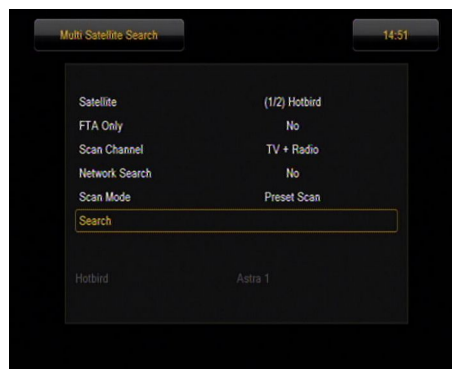 Multi Satellite Search 14:51
Satellite (1/2) Hotbird
FTA Only No
Scan Channel TV + Radio
Network Search No
Scan Mode Preset Scan
Search
Hotbird Astra 1